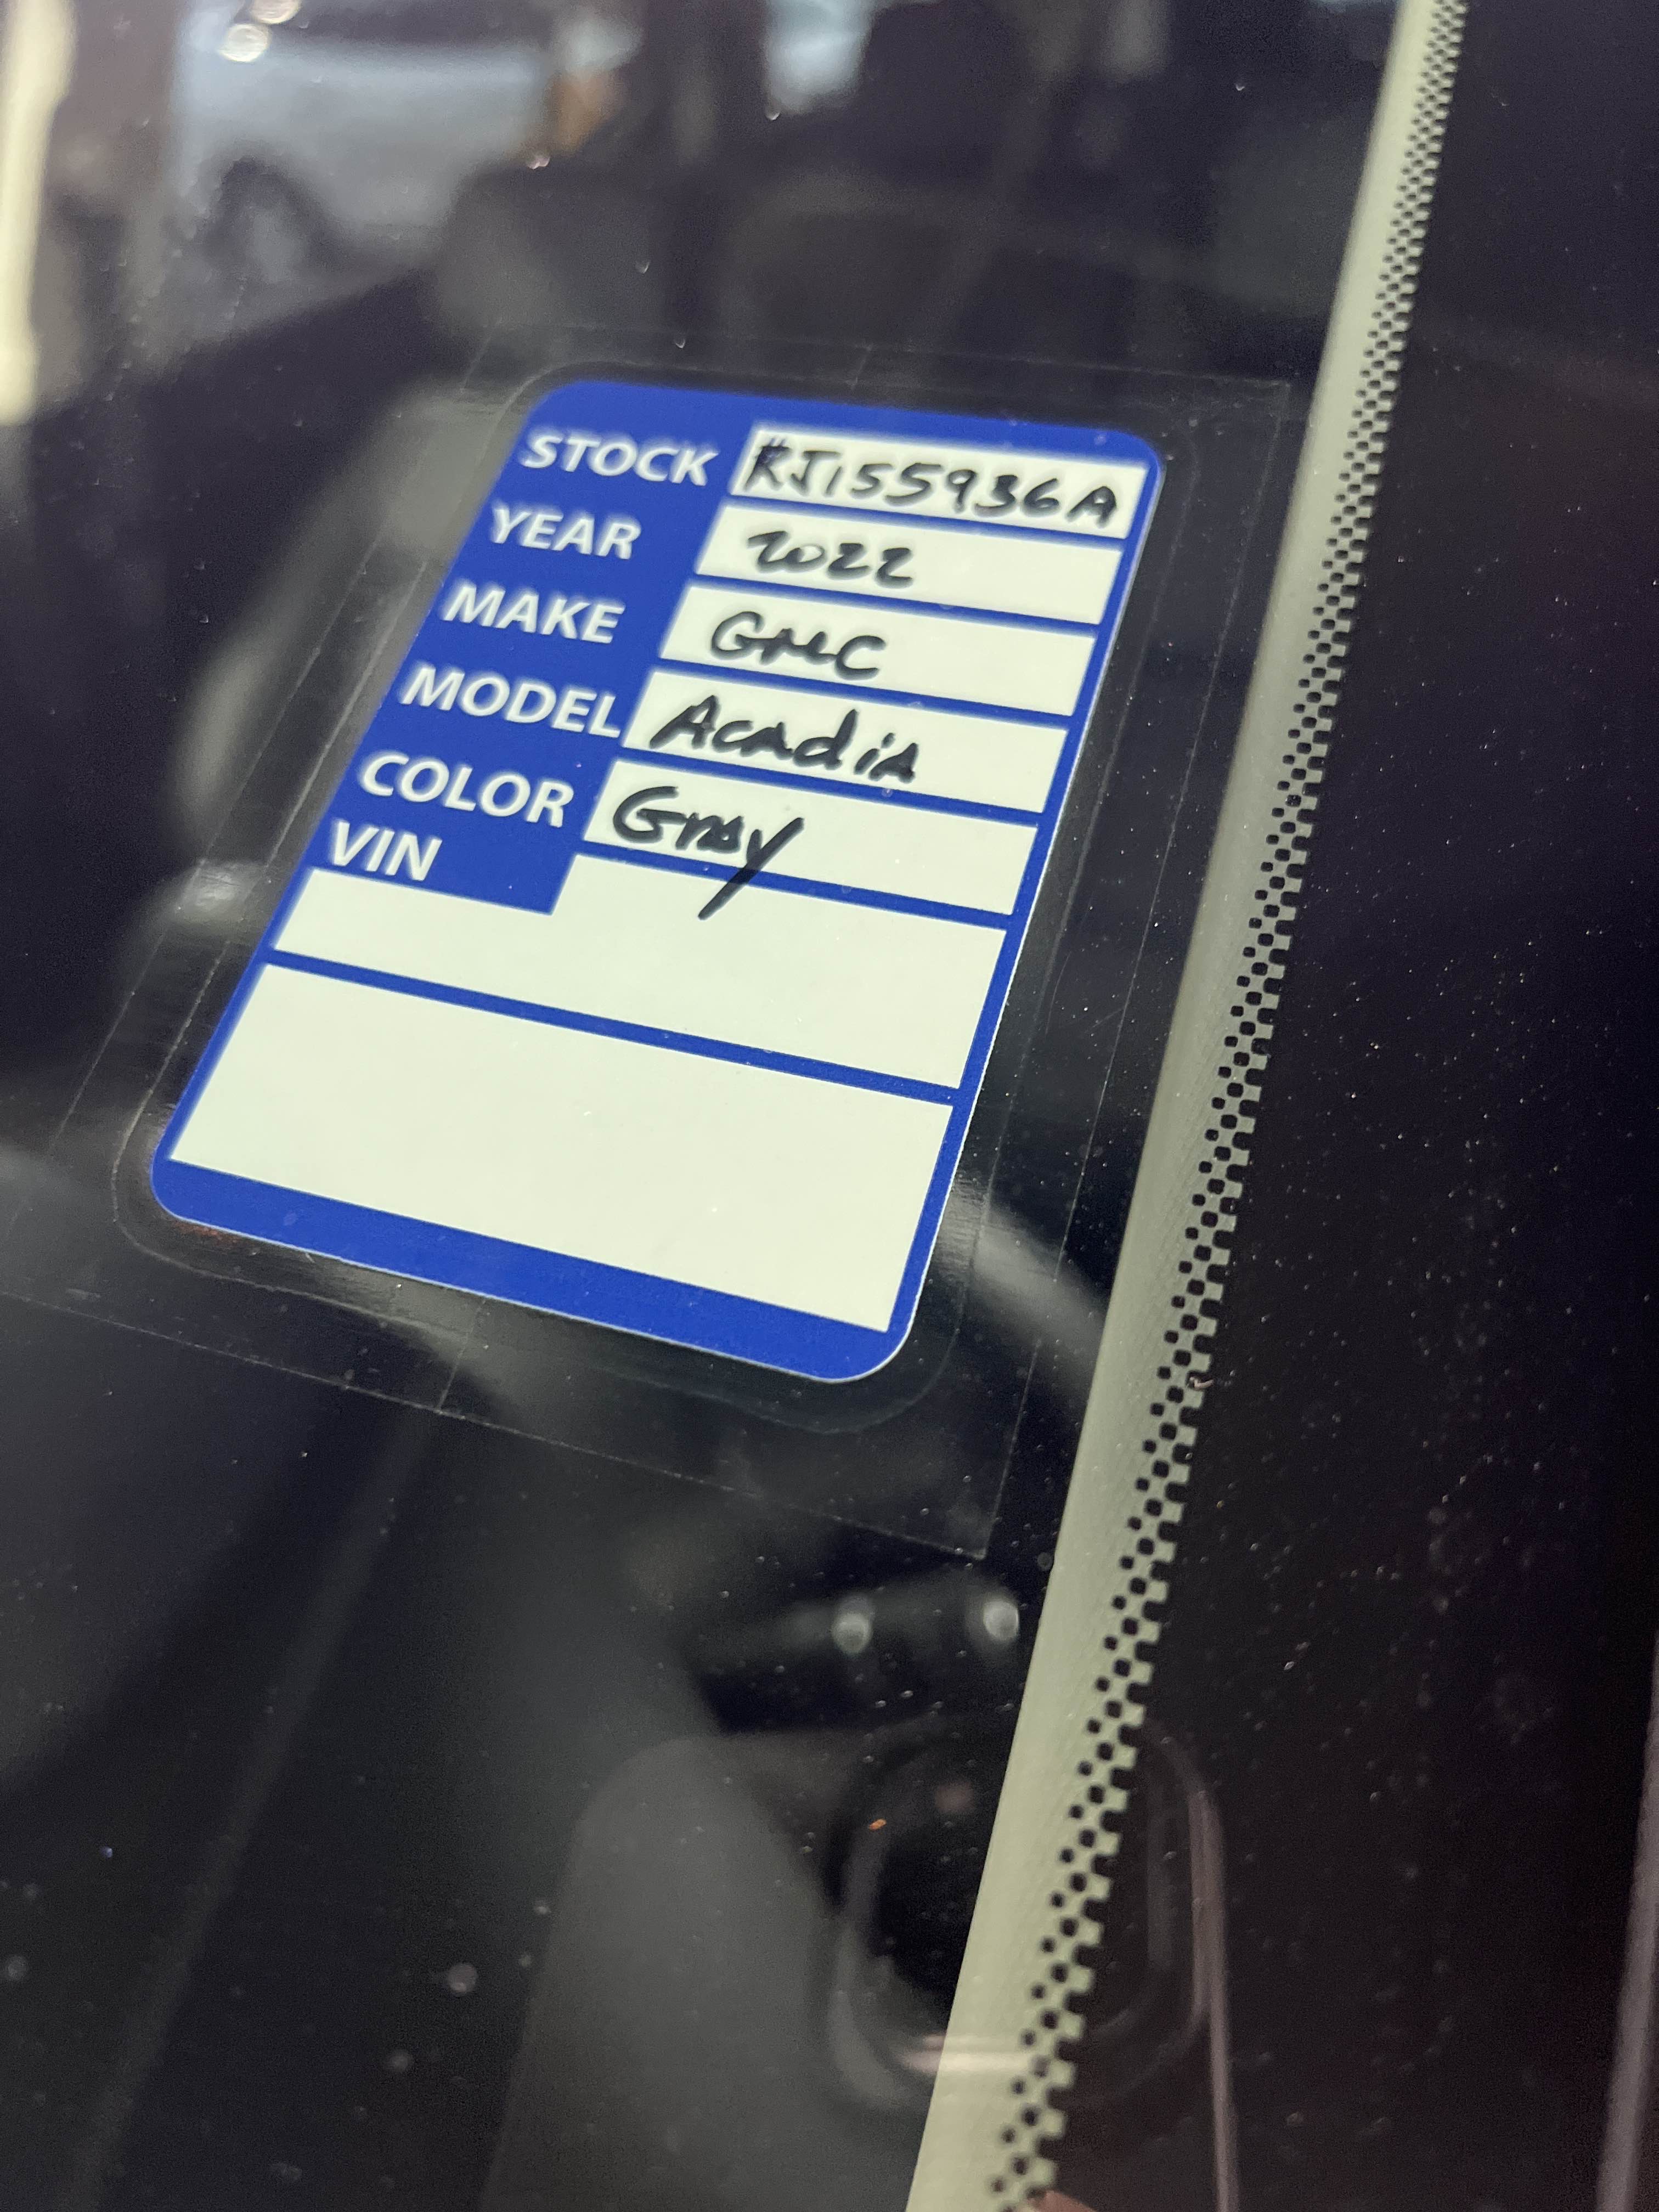 STOCK RJ155936A
YEAR 2022
MAKE GMC
MODEL Acadia
COLOR Gray
VIN